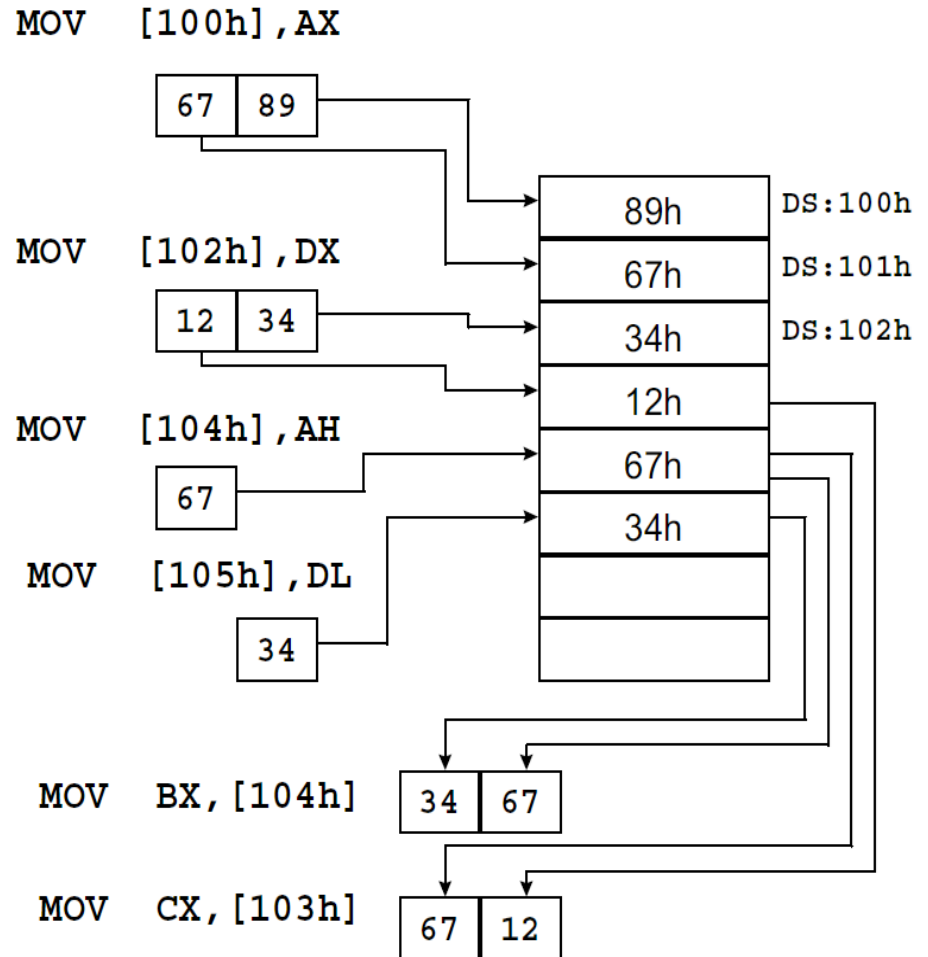 MOV [100h],AX
67 89
89h DS:100h
MOV [102h],DX
67h DS:101h
12 34
34h DS:102h
12h
MOV [104h],AH
67h
67
34h
MOV [105h],DL
34
MOV BX,[104h] 34 67
MOV CX,[103h] 67 12